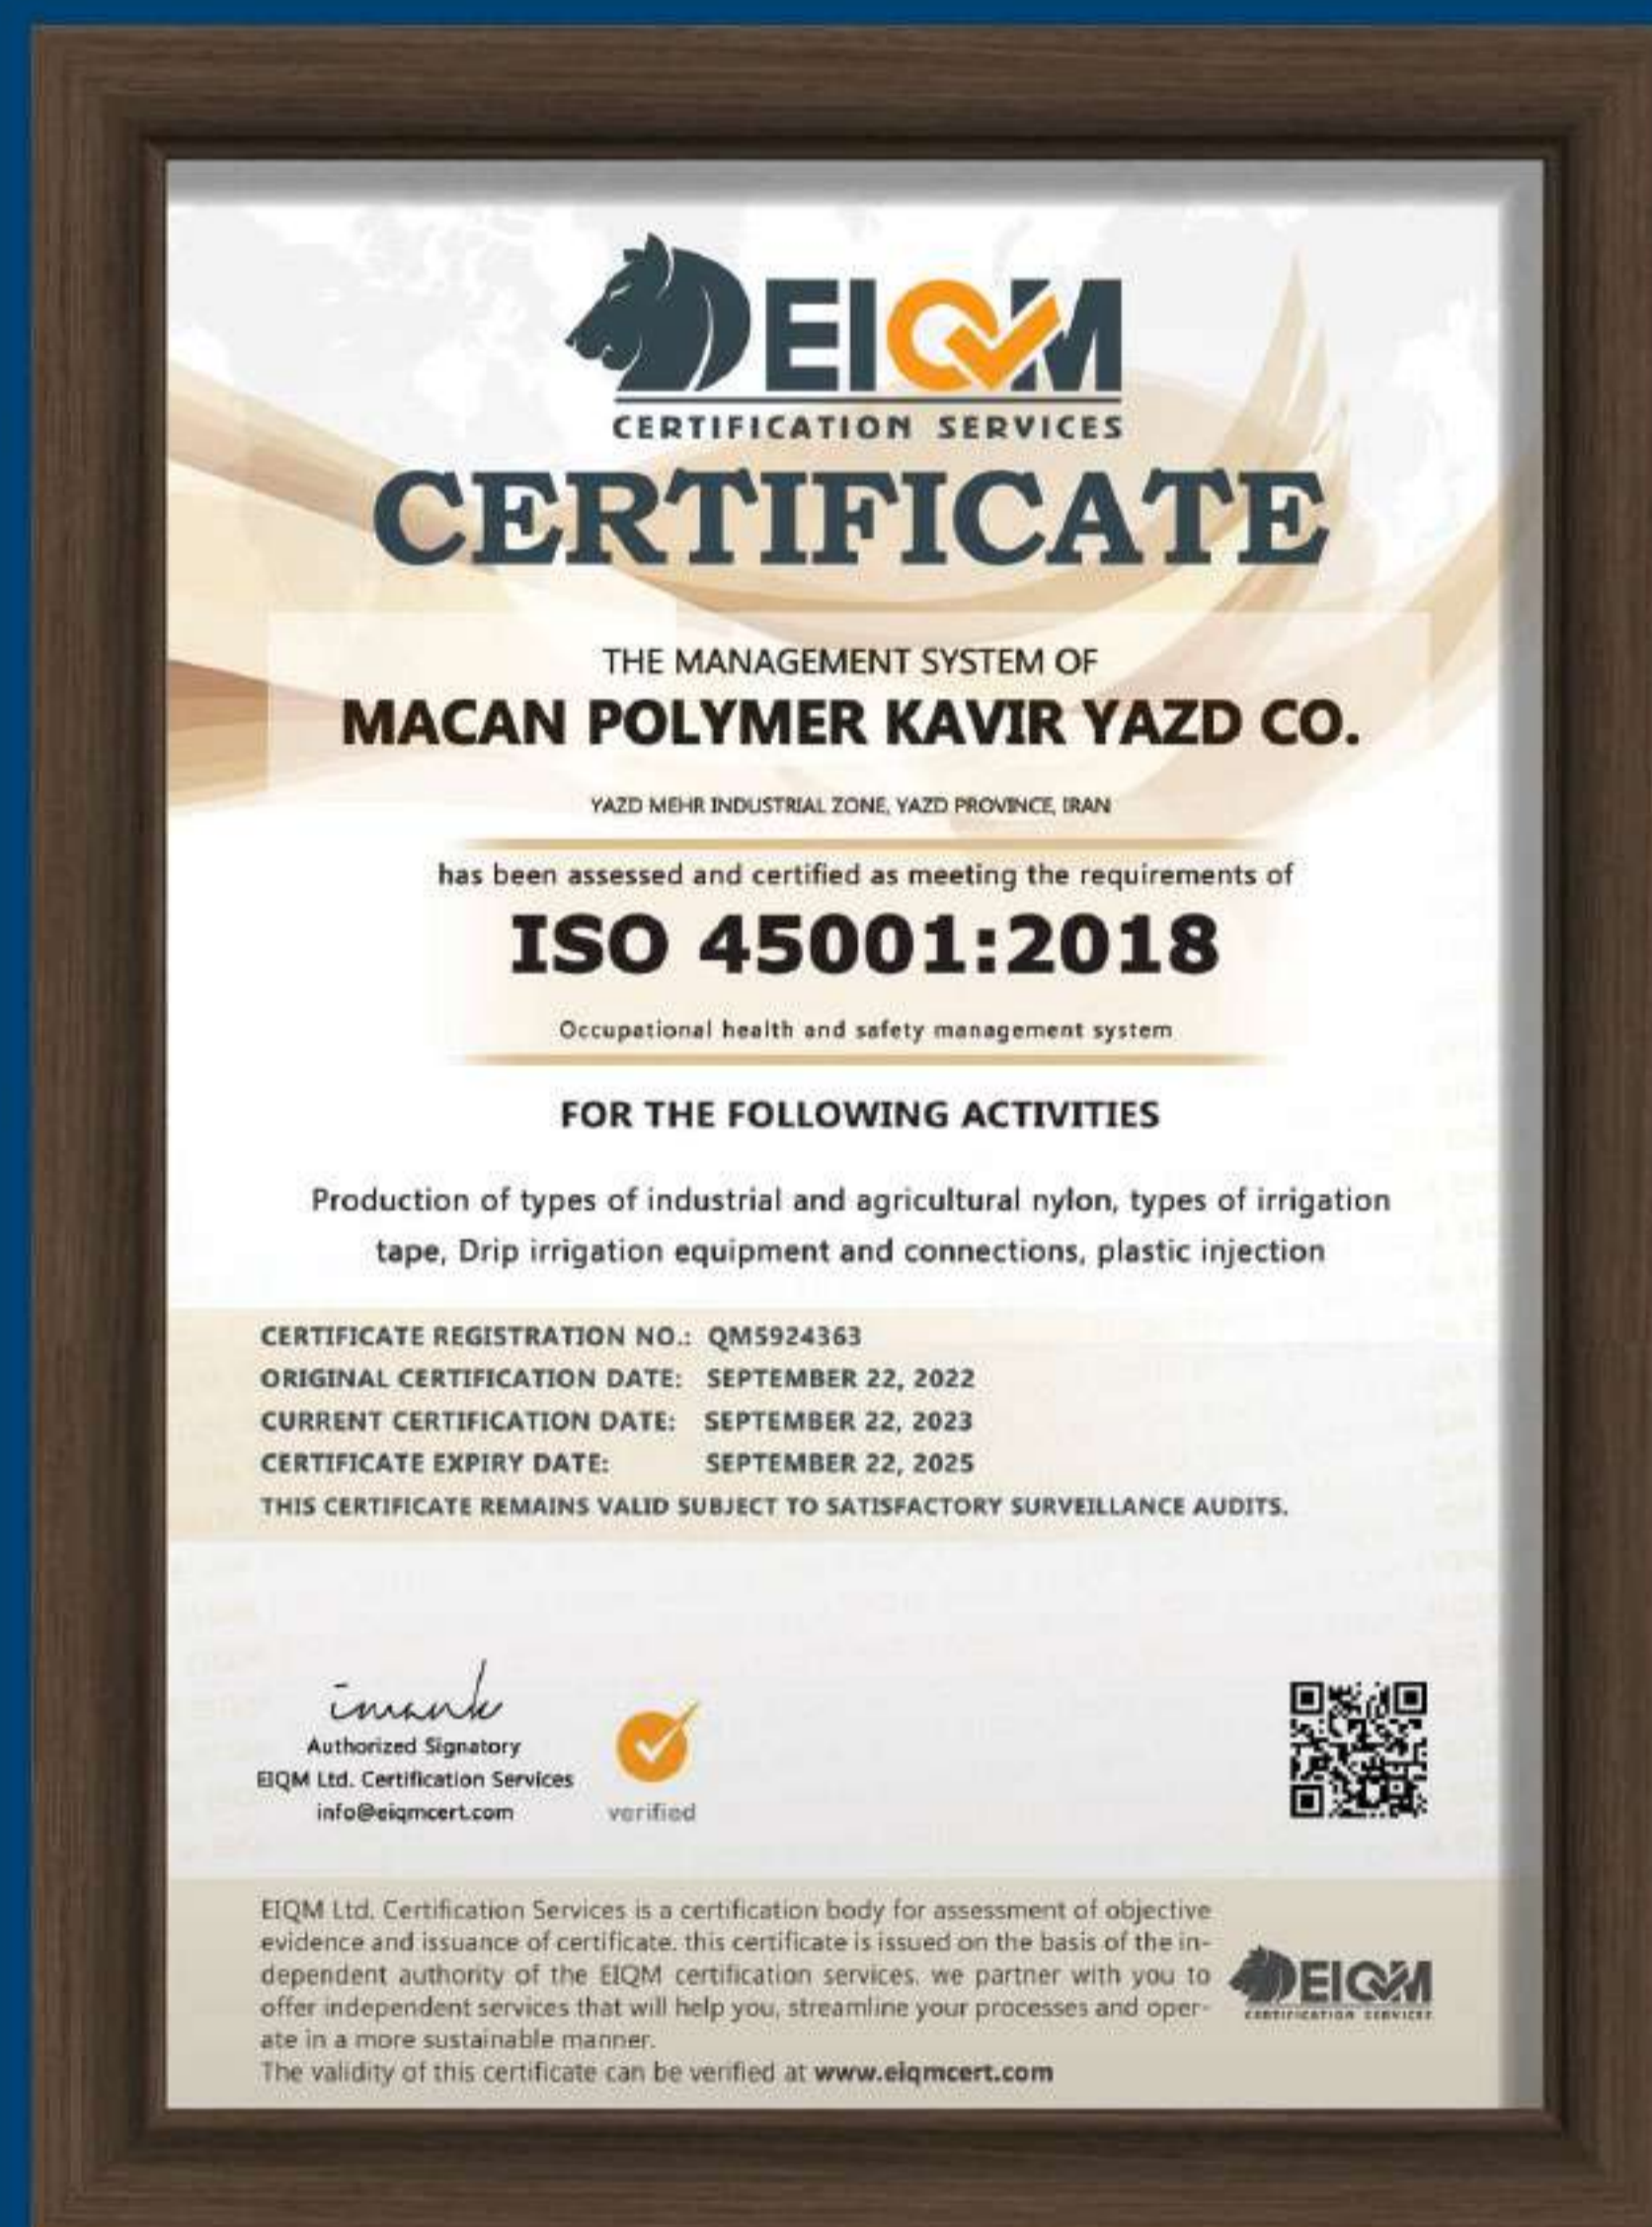 EIQM
CERTIFICATION SERVICES
CERTIFICATE
THE MANAGEMENT SYSTEM OF
MACAN POLYMER KAVIR YAZD CO.
YAZD MEHR INDUSTRIAL ZONE, YAZD PROVINCE, IRAN
has been assessed and certified as meeting the requirements of
ISO 45001:2018
Occupational health and safety management system
FOR THE FOLLOWING ACTIVITIES
Production of types of industrial and agricultural nylon, types of irrigation
tape, Drip irrigation equipment and connections, plastic injection
CERTIFICATE REGISTRATION NO.: QM5924363
ORIGINAL CERTIFICATION DATE: SEPTEMBER 22, 2022
CURRENT CERTIFICATION DATE: SEPTEMBER 22, 2023
CERTIFICATE EXPIRY DATE: SEPTEMBER 22, 2025
THIS CERTIFICATE REMAINS VALID SUBJECT TO SATISFACTORY SURVEILLANCE AUDITS.
imank
Authorized Signatory
EIQM Ltd. Certification Services
info@eiqmcert.com
verified
EIQM Ltd. Certification Services is a certification body for assessment of objective
evidence and issuance of certificate. this certificate is issued on the basis of the in-
dependent authority of the EIQM certification services. we partner with you to
offer independent services that will help you, streamline your processes and oper-
ate in a more sustainable manner.
The validity of this certificate can be verified at www.eiqmcert.com
EIQM
CERTIFICATION SERVICES